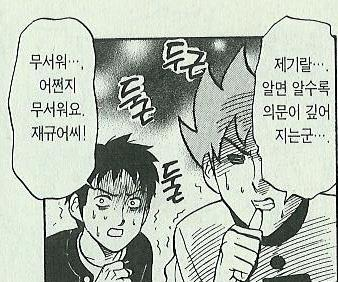 제기랄….
알면 알수록
의문이 깊어
지는군….
두근
두근
두근
무서워….
어쩐지
무서워요.
재규어씨!